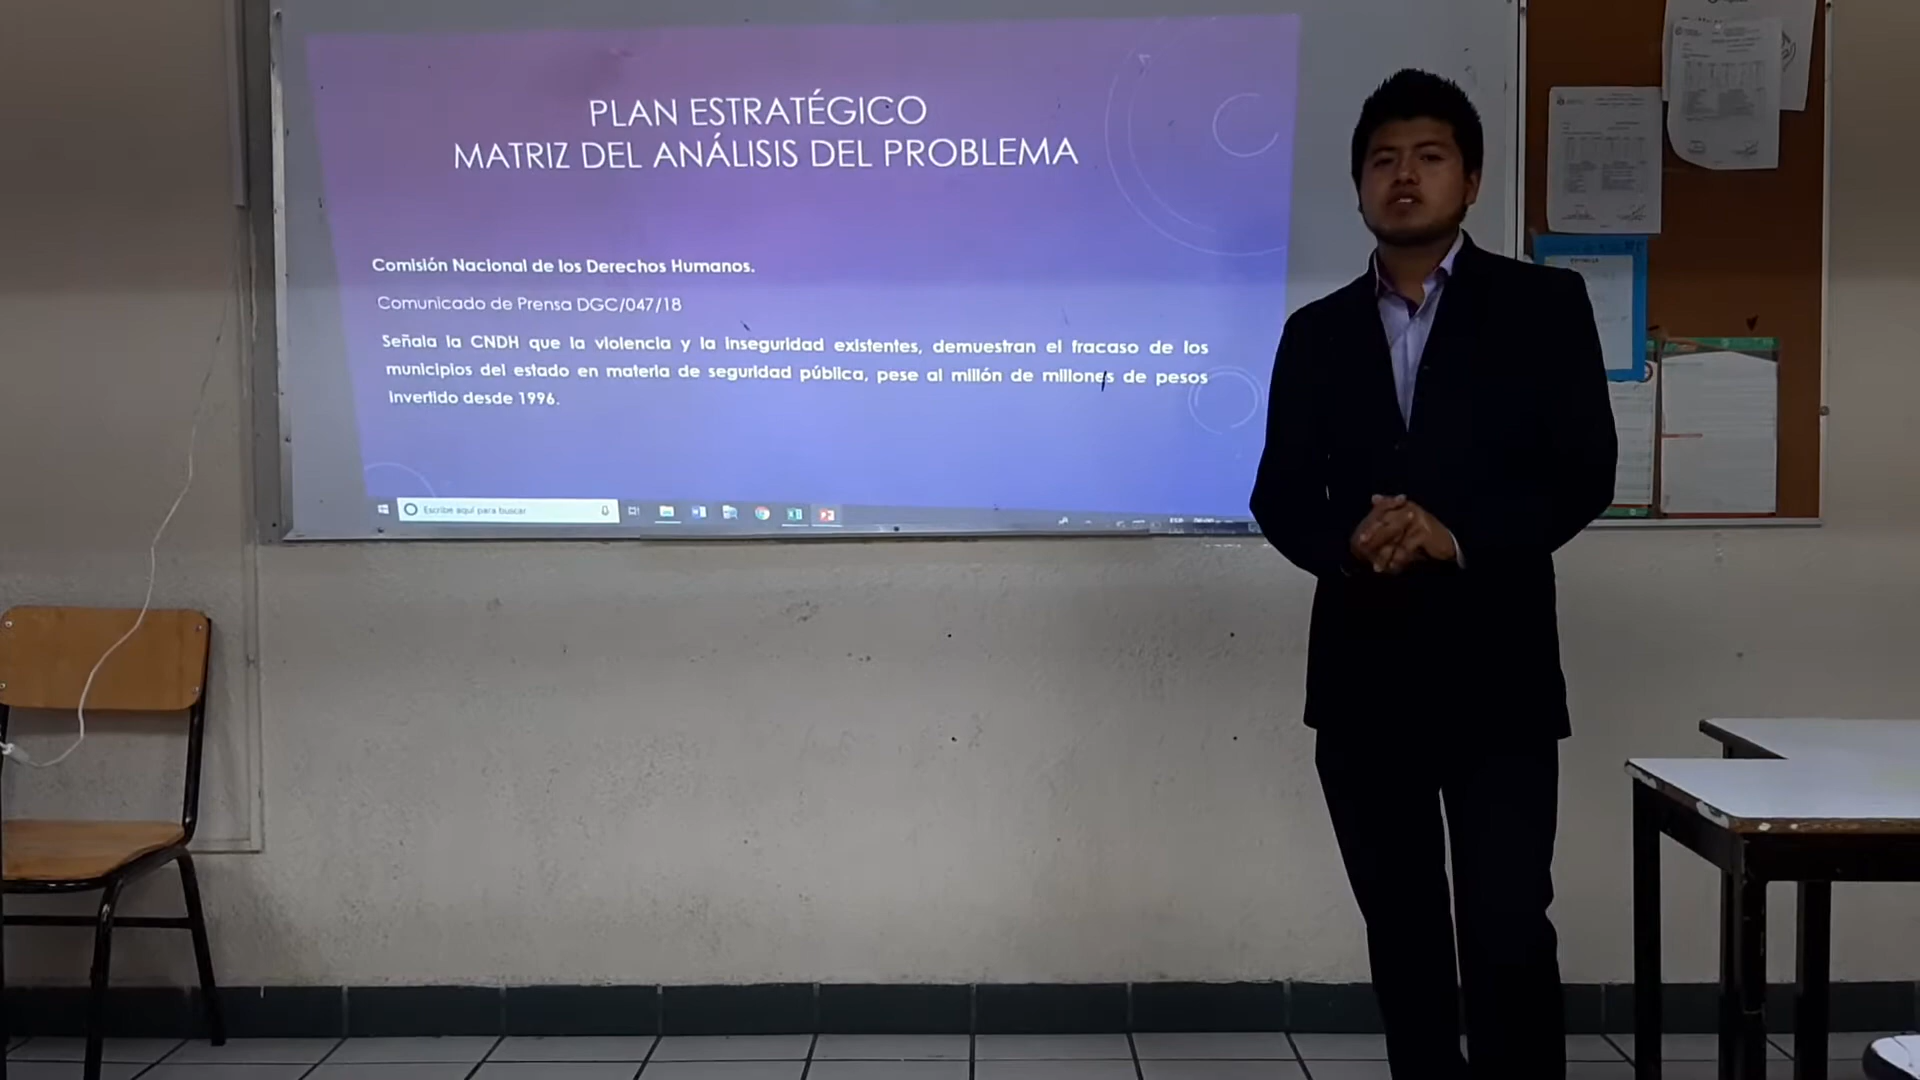 PLAN ESTRATÉGICO
MATRIZ DEL ANÁLISIS DEL PROBLEMA
Comisión Nacional de los Derechos Humanos.
Comunicado de Prensa DGC/047/18
Señala la CNDH que la violencia y la inseguridad existentes, demuestran el fracaso de los
municipios del estado en materia de seguridad pública, pese al millón de millones de pesos
invertido desde 1996.
Escribe aquí para buscar
ESP